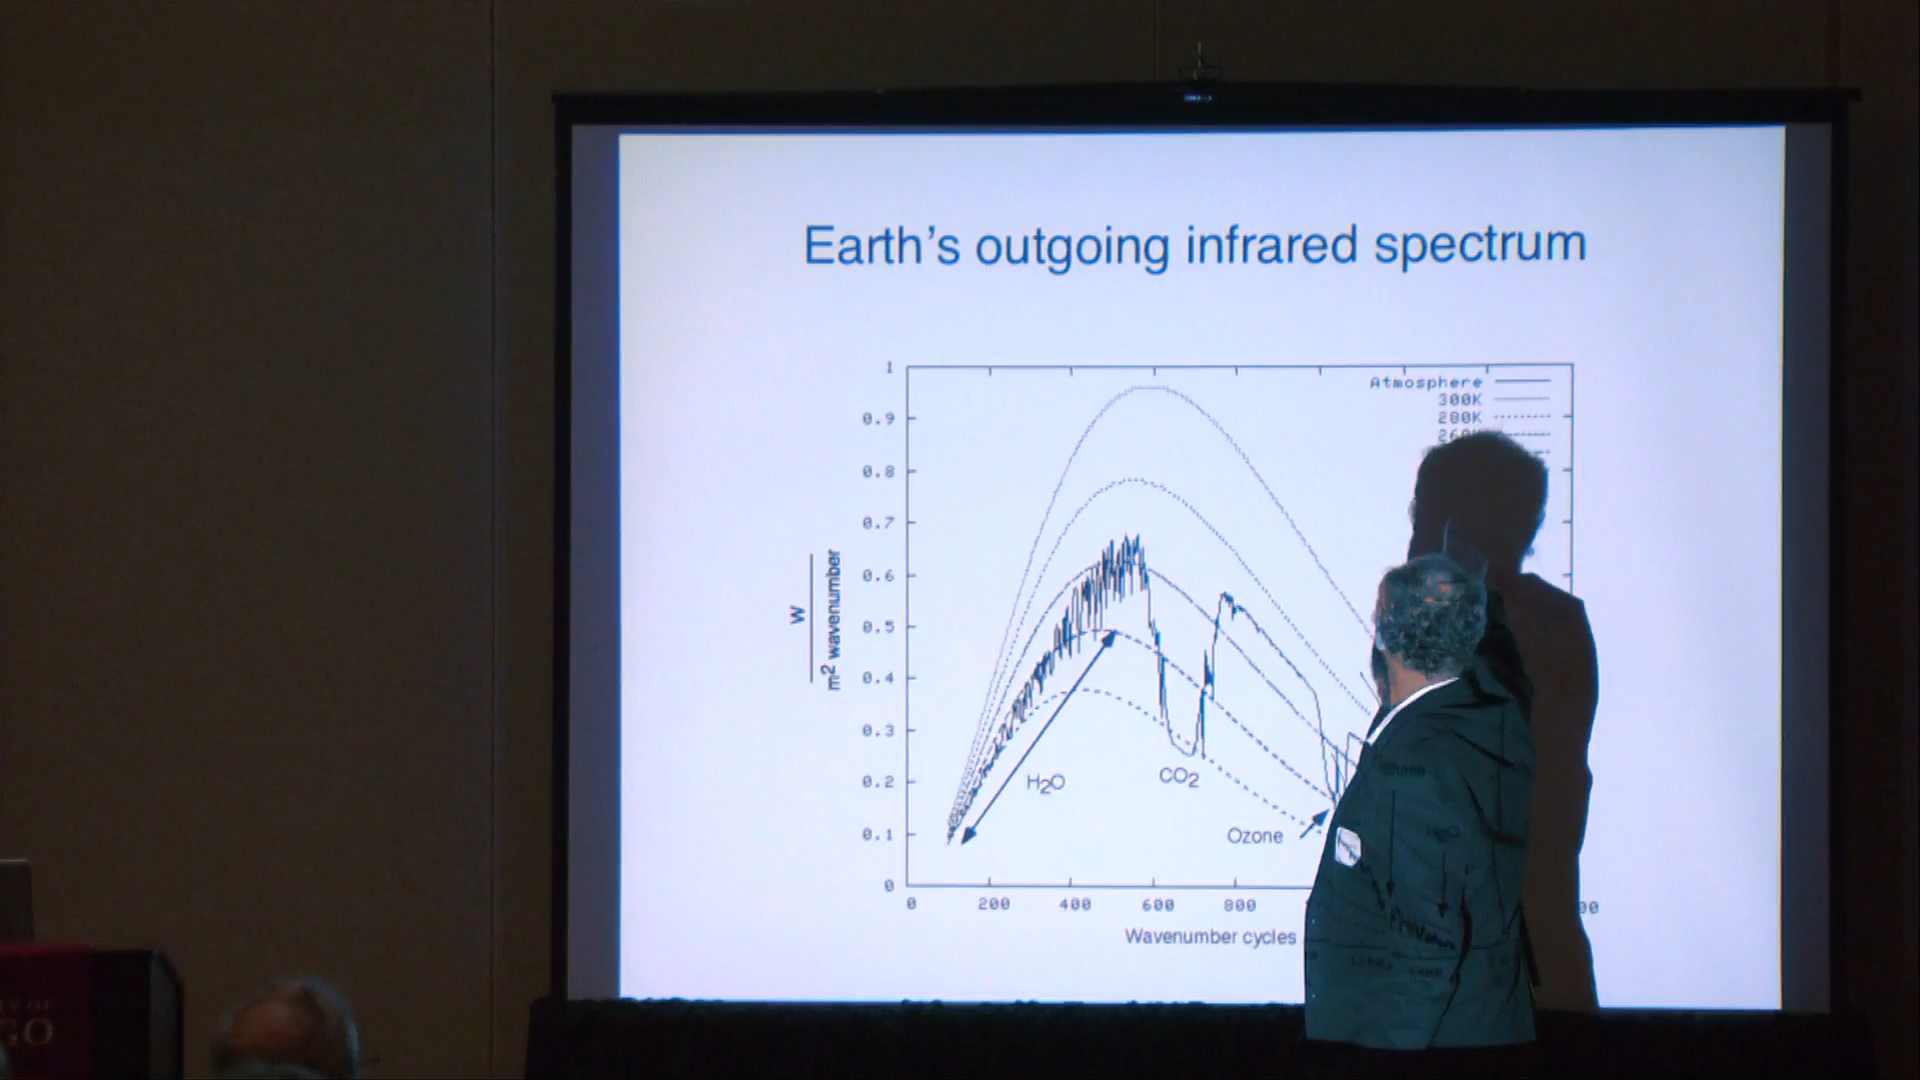 Earth's outgoing infrared spectrum
1
0.9
0.8
0.7
0.6
0.5
0.4
0.3
0.2
0.1
0
W
m2 wavenumber
Atmosphere
300K
280K
H2O
CO2
Ozone
0 200 400 600 800
Wavenumber cycles
GO